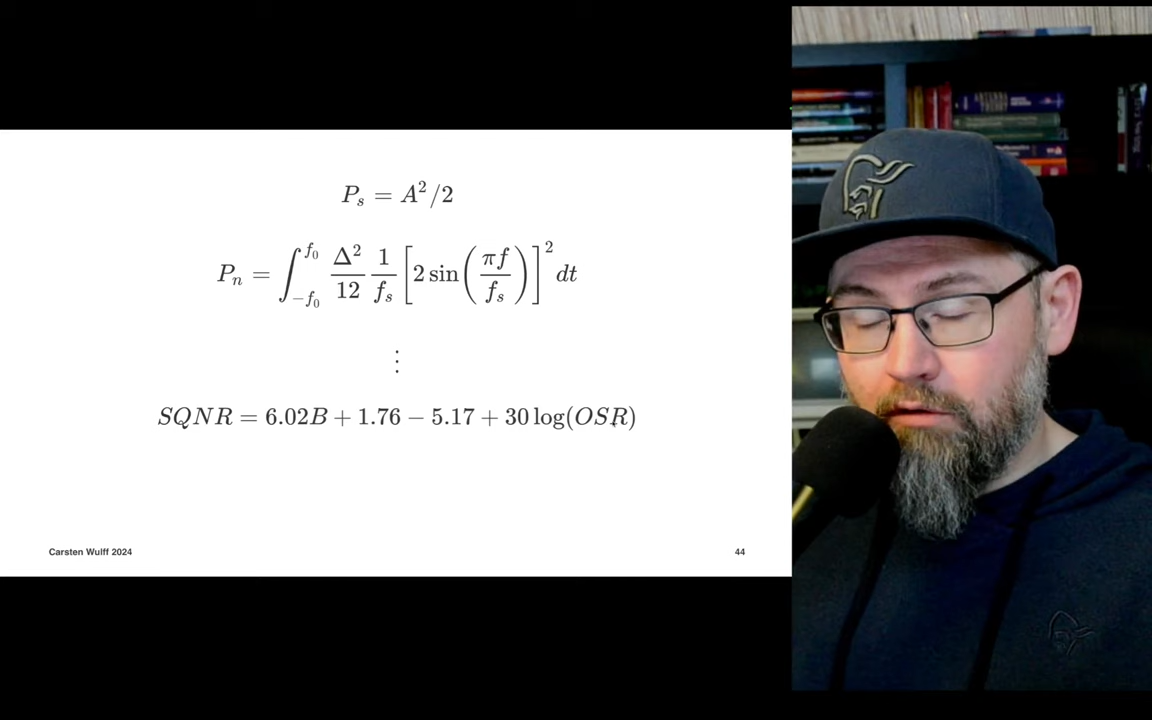 P_s = A^2/2
P_n = \int_{-f_0}^{f_0} \frac{\Delta^2}{12} \frac{1}{f_s} \left[ 2 \sin \left( \frac{\pi f}{f_s} \right) \right]^2 dt
⋮
SQNR = 6.02B + 1.76 − 5.17 + 30 log(OSR)
Carsten Wulff 2024
44